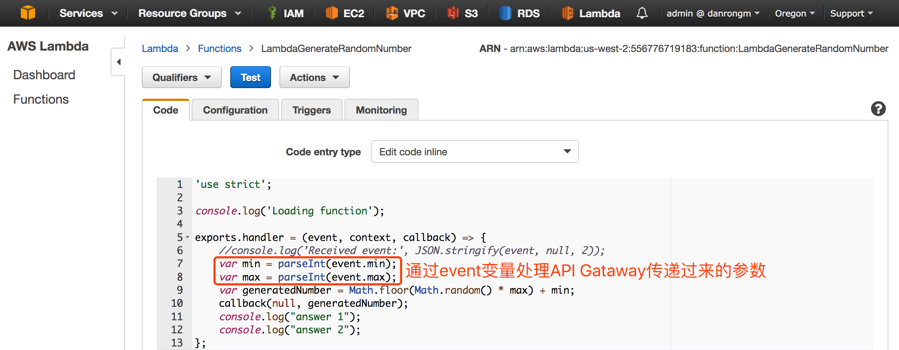 Services Resource Groups IAM EC2 VPC S3 RDS Lambda admin @ danrongm Oregon Support
AWS Lambda
Dashboard
Functions
Lambda Functions LambdaGenerateRandomNumber
ARN - arn:aws:lambda:us-west-2:556776719183:function:LambdaGenerateRandomNumber
Qualifiers Test Actions
Code Configuration Triggers Monitoring
Code entry type Edit code inline
1 'use strict';
2
3 console.log('Loading function');
4
5 exports.handler = (event, context, callback) => {
6 //console.log('Received event:', JSON.stringify(event, null, 2));
7 var min = parseInt(event.min);
8 var max = parseInt(event.max);
通过event变量处理API Gataway传递过来的参数
9 var generatedNumber = Math.floor(Math.random() * max) + min;
10 callback(null, generatedNumber);
11 console.log("answer 1");
12 console.log("answer 2");
13 };